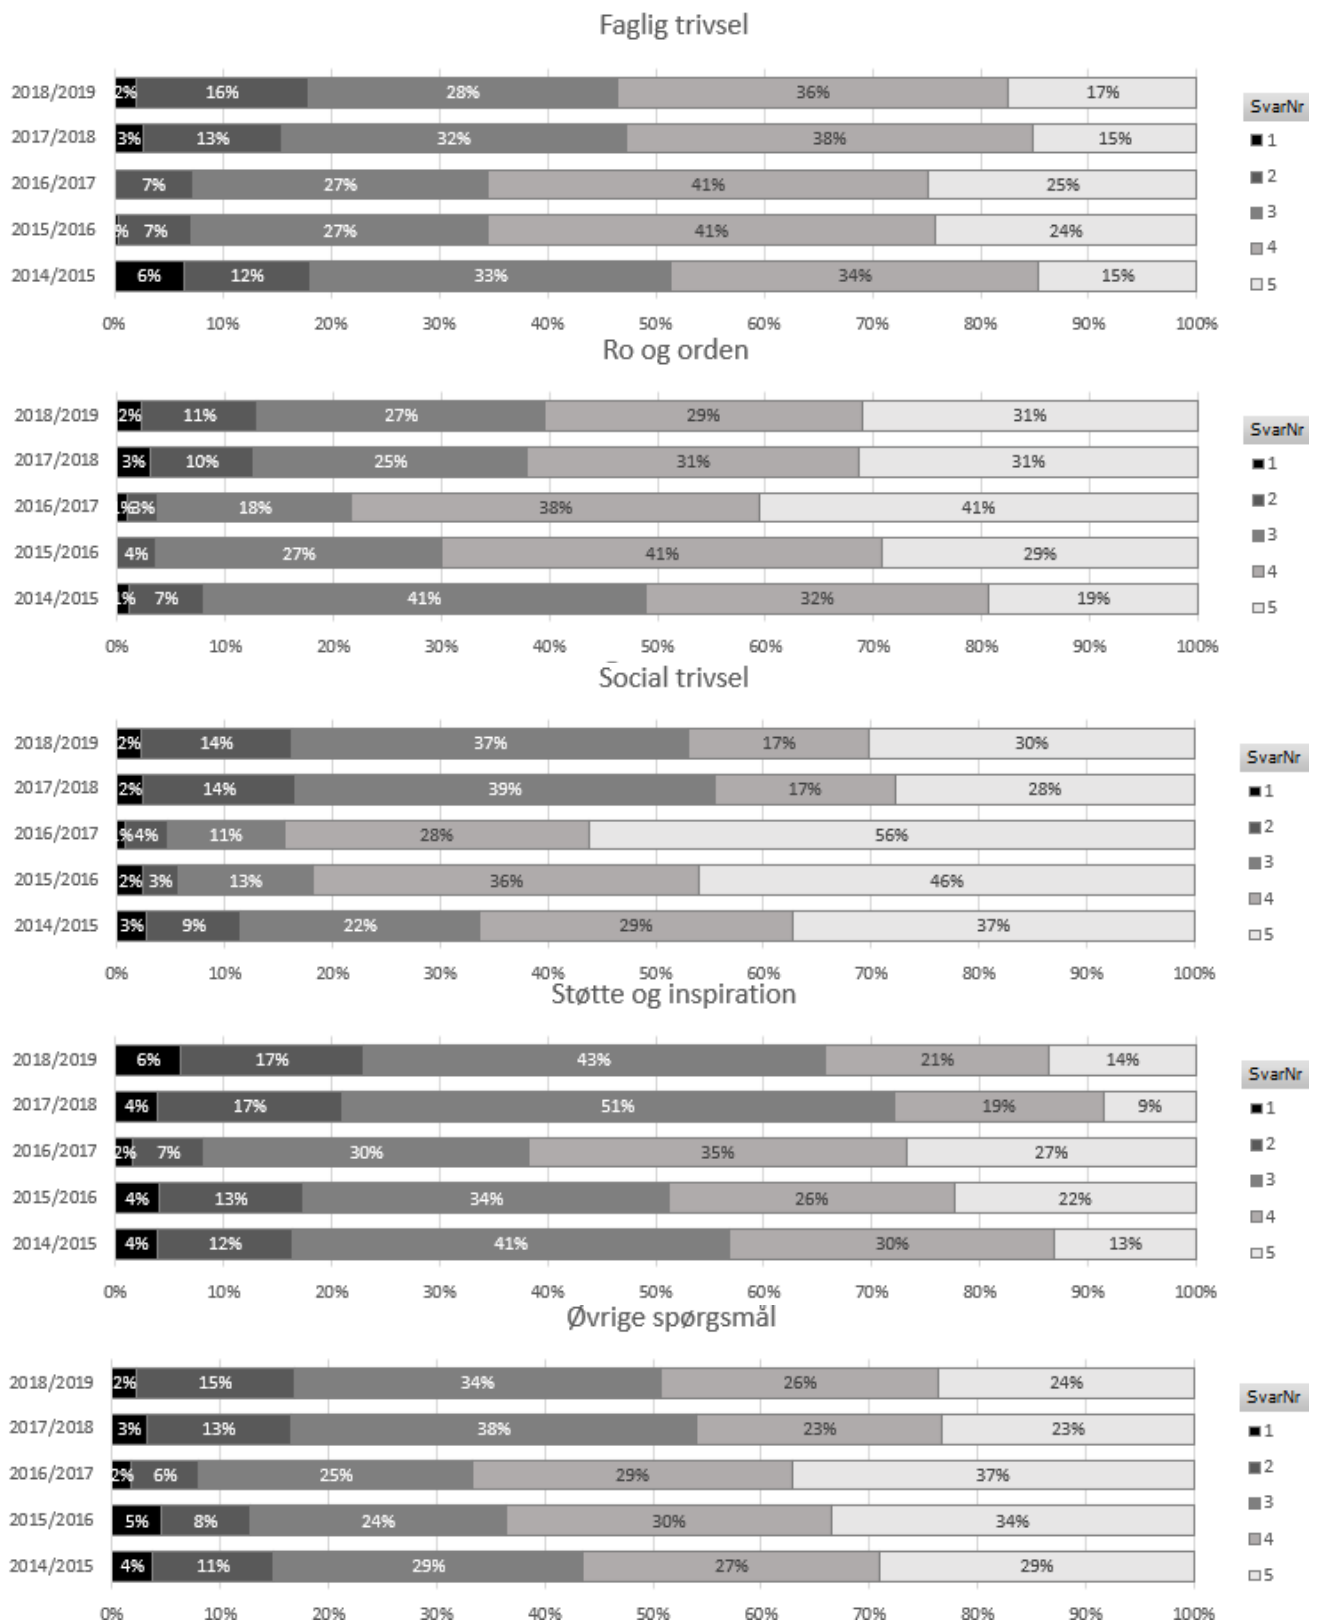 Faglig trivsel
2018/2019 2% 16% 28% 36% 17%
SvarNr
2017/2018 3% 13% 32% 38% 15%
1
2016/2017 7% 27% 41% 25%
2
3
2015/2016 % 7% 27% 41% 24%
4
2014/2015 6% 12% 33% 34% 15%
5
0% 10% 20% 30% 40% 50% 60% 70% 80% 90% 100%
Ro og orden
2018/2019 2% 11% 27% 29% 31%
SvarNr
2017/2018 3% 10% 25% 31% 31%
1
2016/2017 1% 3% 18% 38% 41%
2
3
2015/2016 4% 27% 41% 29%
4
2014/2015 1% 7% 41% 32% 19%
5
0% 10% 20% 30% 40% 50% 60% 70% 80% 90% 100%
Social trivsel
2018/2019 2% 14% 37% 17% 30%
SvarNr
2017/2018 2% 14% 39% 17% 28%
1
2016/2017 1% 4% 11% 28% 56%
2
3
2015/2016 2% 3% 13% 36% 46%
4
2014/2015 3% 9% 22% 29% 37%
5
0% 10% 20% 30% 40% 50% 60% 70% 80% 90% 100%
Støtte og inspiration
2018/2019 6% 17% 43% 21% 14%
SvarNr
2017/2018 4% 17% 51% 19% 9%
1
2016/2017 2% 7% 30% 35% 27%
2
3
2015/2016 4% 13% 34% 26% 22%
4
2014/2015 4% 12% 41% 30% 13%
5
0% 10% 20% 30% 40% 50% 60% 70% 80% 90% 100%
Øvrige spørgsmål
2018/2019 2% 15% 34% 26% 24%
SvarNr
2017/2018 3% 13% 38% 23% 23%
1
2016/2017 2% 6% 25% 29% 37%
2
3
2015/2016 5% 8% 24% 30% 34%
4
2014/2015 4% 11% 29% 27% 29%
5
0% 10% 20% 30% 40% 50% 60% 70% 80% 90% 100%